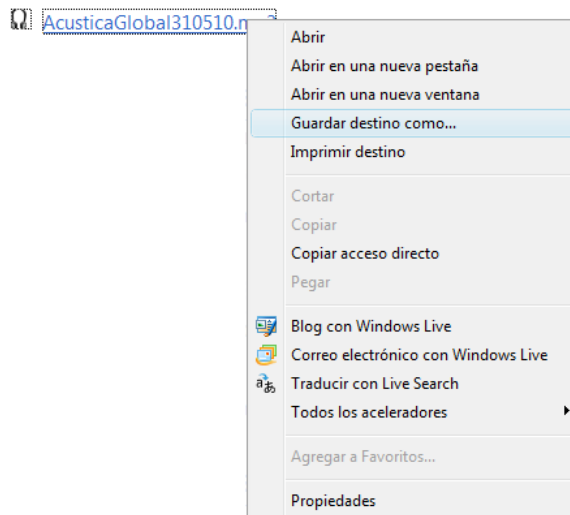 AcusticaGlobal310510.m
Abrir
Abrir en una nueva pestaña
Abrir en una nueva ventana
Guardar destino como...
Imprimir destino
Cortar
Copiar
Copiar acceso directo
Pegar
Blog con Windows Live
Correo electrónico con Windows Live
Traducir con Live Search
Todos los aceleradores
Agregar a Favoritos...
Propiedades